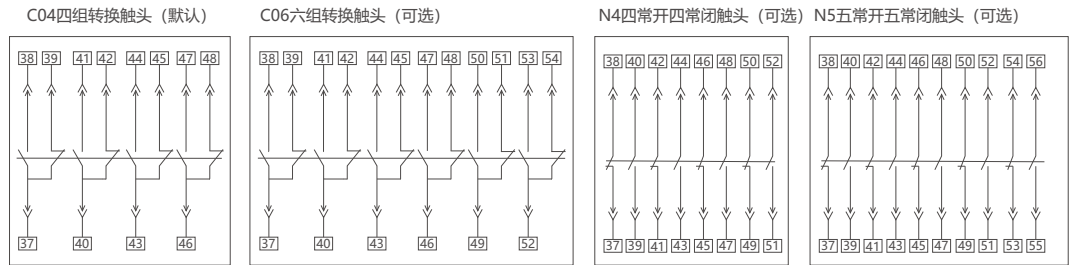 C04四组转换触头（默认）
38 39 41 42 44 45 47 48
37 40 43 46
C06六组转换触头（可选）
38 39 41 42 44 45 47 48 50 51 53 54
37 40 43 46 49 52
N4四常开四常闭触头（可选）
38 40 42 44 46 48 50 52
37 39 41 43 45 47 49 51
N5五常开五常闭触头（可选）
38 40 42 44 46 48 50 52 54 56
37 39 41 43 45 47 49 51 53 55